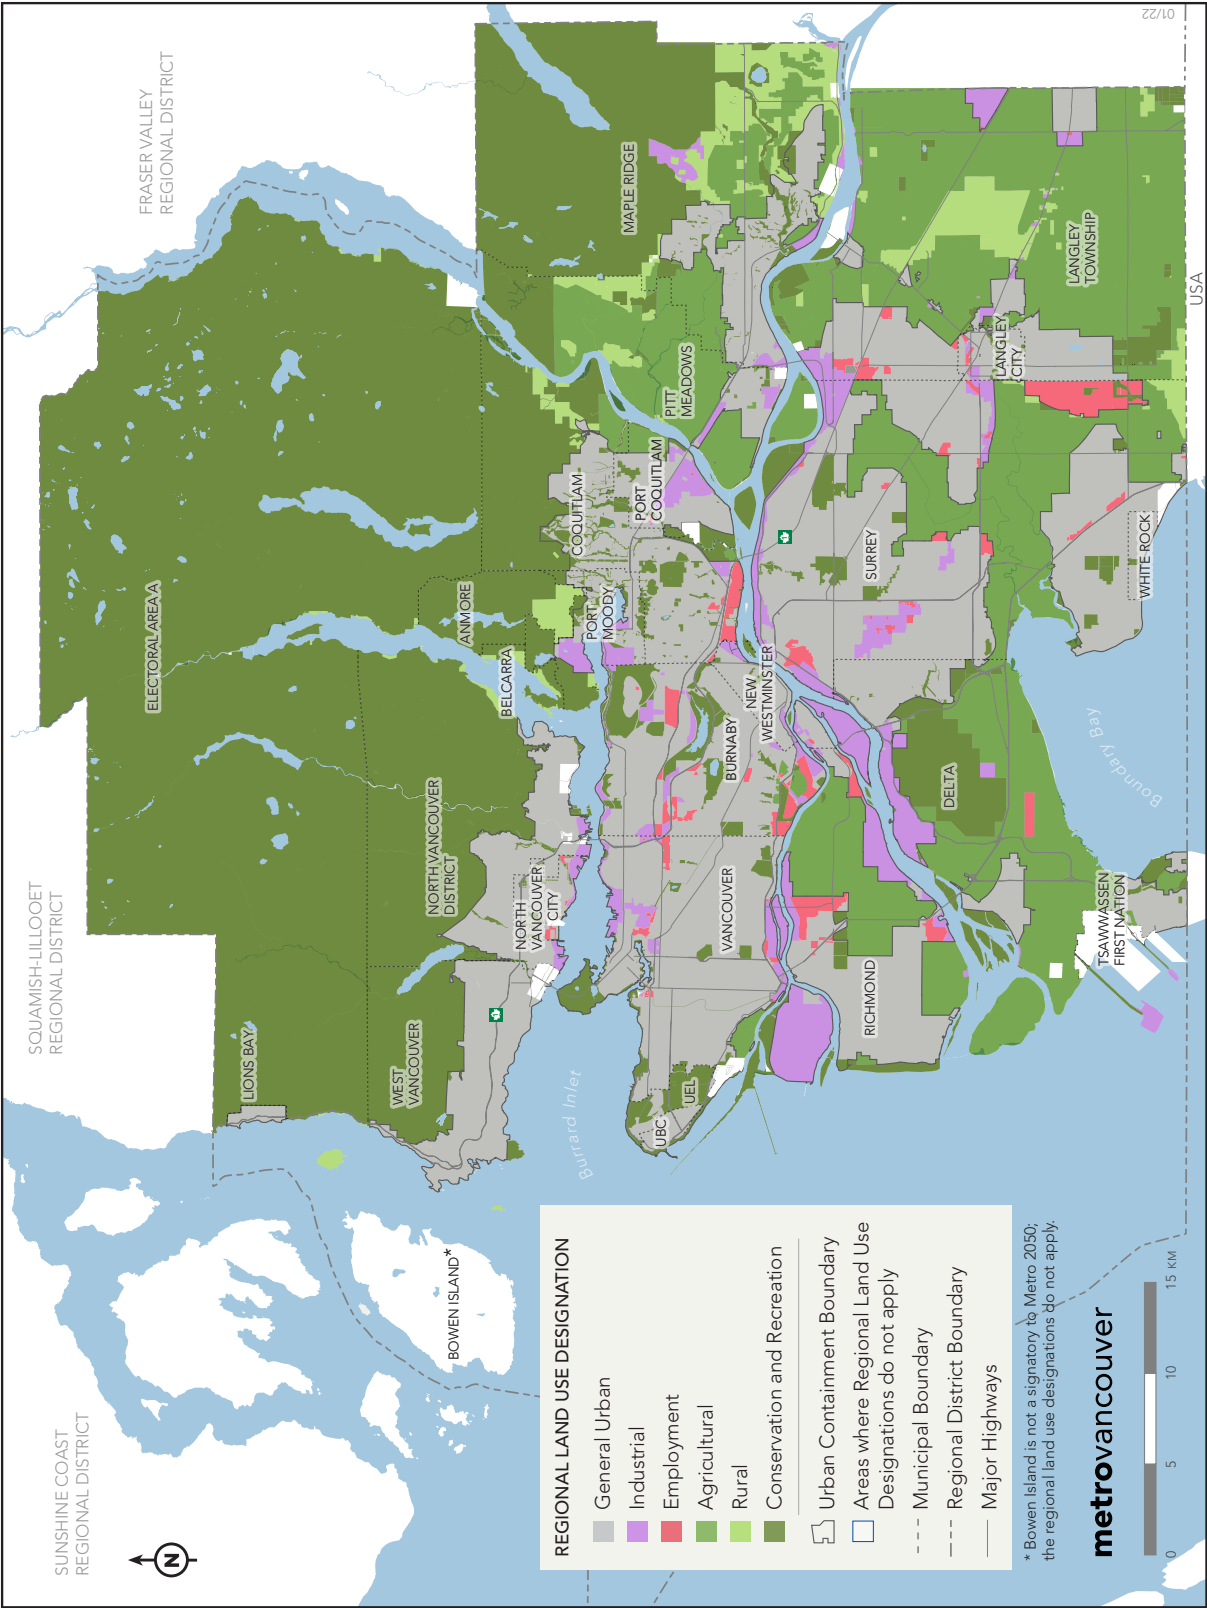 SUNSHINE COAST
REGIONAL DISTRICT
SQUAMISH-LILLOOET
REGIONAL DISTRICT
FRASER VALLEY
REGIONAL DISTRICT
N
ELECTORAL AREA A
LIONS BAY
WEST
VANCOUVER
NORTH VANCOUVER
DISTRICT
NORTH
VANCOUVER
CITY
BELCARRA
ANMORE
PORT
MOODY
COQUITLAM
PORT
COQUITLAM
PITT
MEADOWS
MAPLE RIDGE
BOWEN ISLAND*
Burrard Inlet
UBC
UEL
VANCOUVER
BURNABY
NEW
WESTMINSTER
RICHMOND
DELTA
SURREY
LANGLEY
CITY
LANGLEY
TOWNSHIP
WHITE ROCK
TSAWWASSEN
FIRST NATION
Boundary Bay
USA
REGIONAL LAND USE DESIGNATION
General Urban
Industrial
Employment
Agricultural
Rural
Conservation and Recreation
Urban Containment Boundary
Areas where Regional Land Use
Designations do not apply
Municipal Boundary
Regional District Boundary
Major Highways
* Bowen Island is not a signatory to Metro 2050;
the regional land use designations do not apply.
metrovancouver
0 5 10 15 KM
01/22